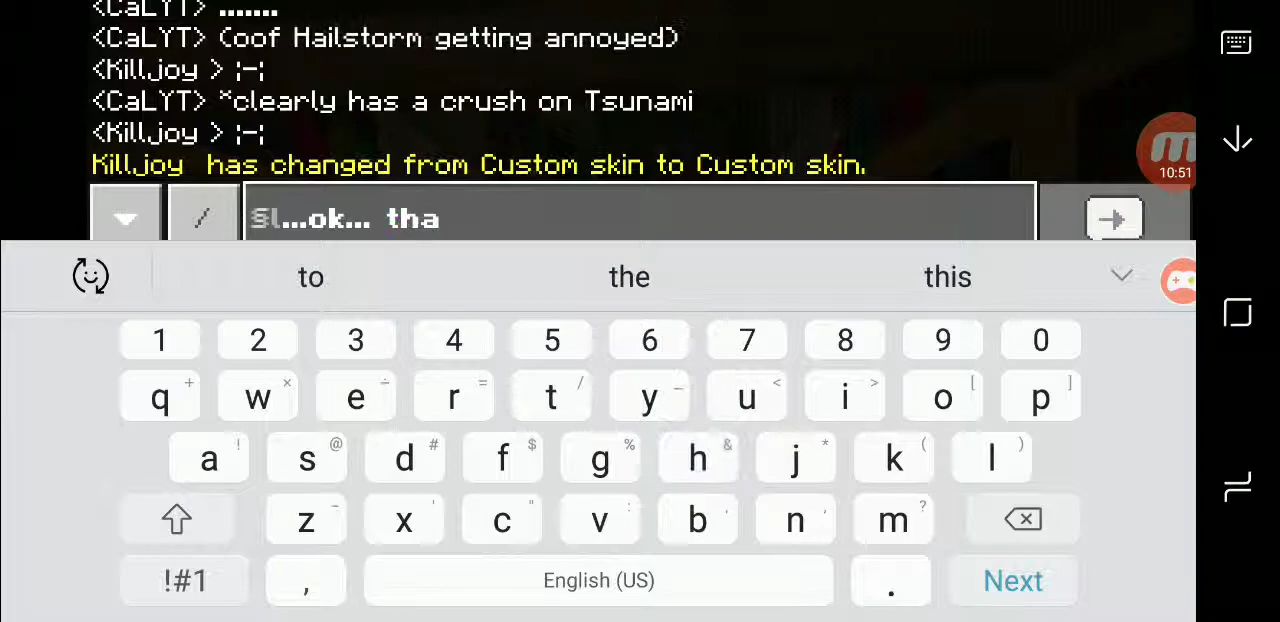 <CaLYT> .......
<CaLYT> (oof Hailstorm getting annoyed)
<Killjoy > ;-;
<CaLYT> *clearly has a crush on Tsunami
<Killjoy > ;-;
Killjoy  has changed from Custom skin to Custom skin.
10:51
/ §l...ok... tha
to the this
1 2 3 4 5 6 7 8 9 0
q + w × e ÷ r = t / y _ u < i > o [ p ]
a ! s @ d # f $ g % h & j * k ( l )
z - x ' c " v : b ; n , m ?
!#1 , English (US) . Next